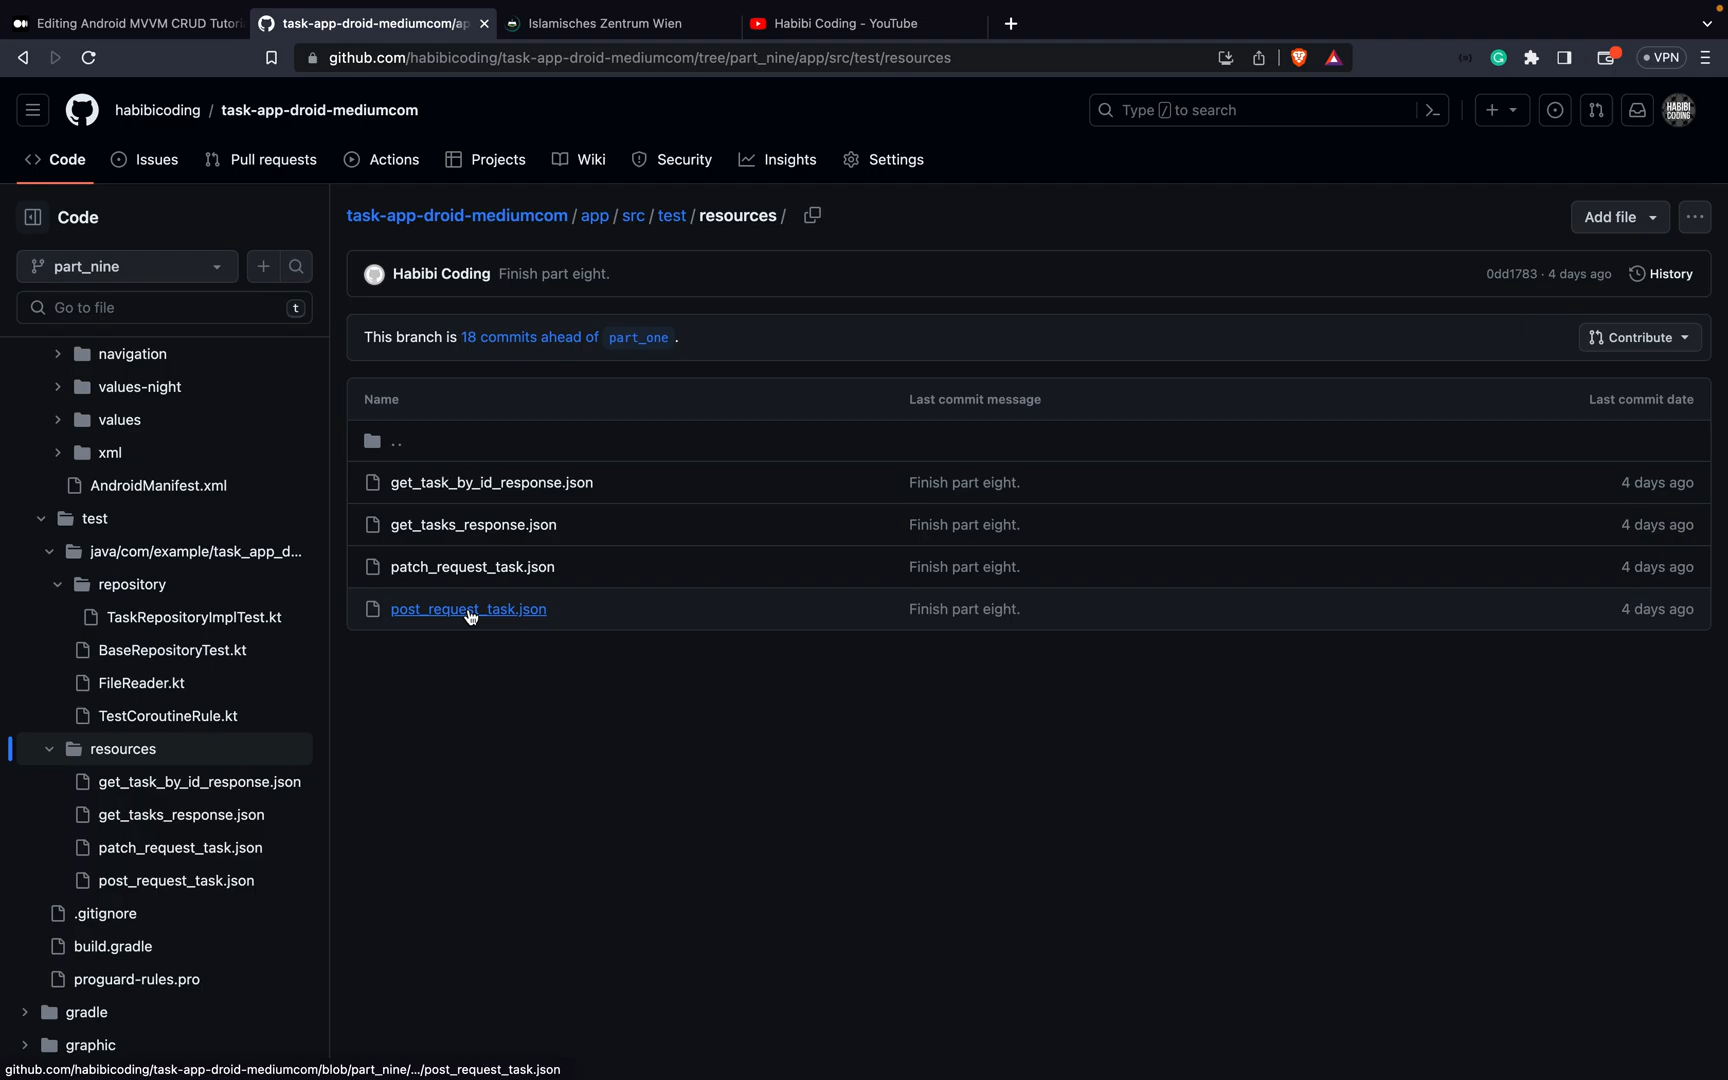 Editing Android MVVM CRUD Tutori
task-app-droid-mediumcom/ap
Islamisches Zentrum Wien
Habibi Coding - YouTube
github.com/habibicoding/task-app-droid-mediumcom/tree/part_nine/app/src/test/resources
VPN
habibicoding / task-app-droid-mediumcom
Type / to search
HABIBI CODING
Code
Issues
Pull requests
Actions
Projects
Wiki
Security
Insights
Settings
Code
part_nine
Go to file
t
navigation
values-night
values
xml
AndroidManifest.xml
test
java/com/example/task_app_d...
repository
TaskRepositoryImplTest.kt
BaseRepositoryTest.kt
FileReader.kt
TestCoroutineRule.kt
resources
get_task_by_id_response.json
get_tasks_response.json
patch_request_task.json
post_request_task.json
.gitignore
build.gradle
proguard-rules.pro
gradle
graphic
task-app-droid-mediumcom / app / src / test / resources /
Add file
Habibi Coding Finish part eight.
0dd1783 · 4 days ago
History
This branch is 18 commits ahead of part_one .
Contribute
Name Last commit message Last commit date
..
get_task_by_id_response.json Finish part eight. 4 days ago
get_tasks_response.json Finish part eight. 4 days ago
patch_request_task.json Finish part eight. 4 days ago
post_request_task.json Finish part eight. 4 days ago
github.com/habibicoding/task-app-droid-mediumcom/blob/part_nine/.../post_request_task.json